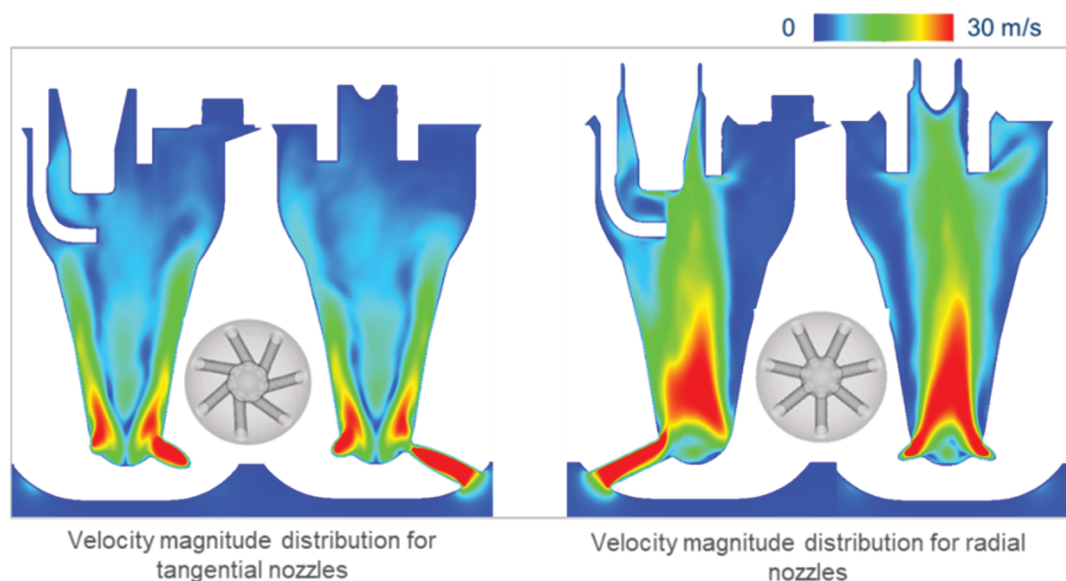 0 30 m/s
Velocity magnitude distribution for
tangential nozzles
Velocity magnitude distribution for radial
nozzles